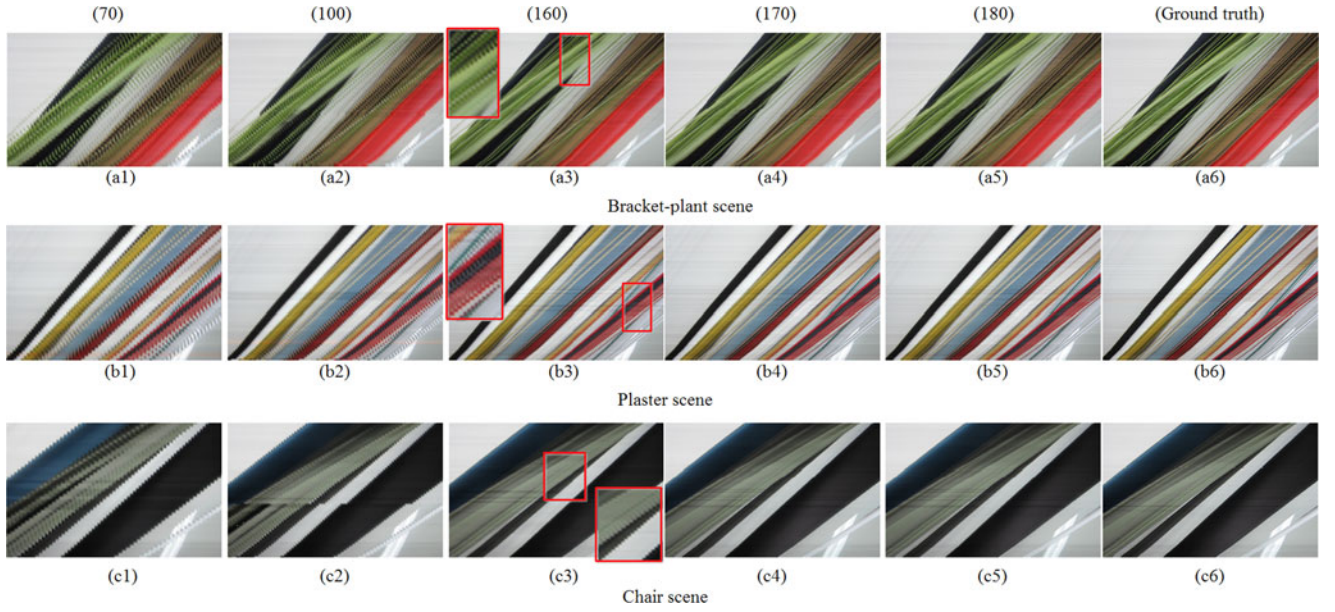 (70) (100) (160) (170) (180) (Ground truth)
(a1) (a2) (a3) (a4) (a5) (a6)
Bracket-plant scene
(b1) (b2) (b3) (b4) (b5) (b6)
Plaster scene
(c1) (c2) (c3) (c4) (c5) (c6)
Chair scene